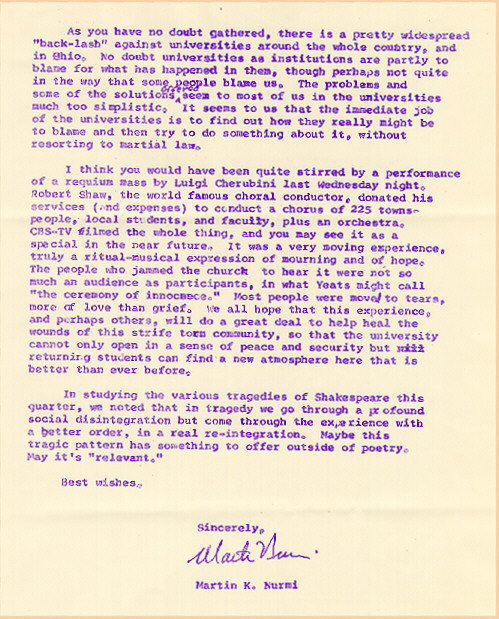 As you have no doubt gathered, there is a pretty widespread
"back-lash" against universities around the whole country, and
in Ohio. No doubt universities as institutions are partly to
blame for what has happened in them, though perhaps not quite
in the way that some people blame us. The problems and
some of the solutions offered seem to most of us in the universities
much too simplistic. It seems to us that the immediate job
of the universities is to find out how they really might be
to blame and then try to do something about it, without
resorting to martial law.
I think you would have been quite stirred by a performance
of a requium mass by Luigi Cherubini last Wednesday night.
Robert Shaw, the world famous choral conductor, donated his
services (and expenses) to conduct a chorus of 225 towns-
people, local students, and faculty, plus an orchestra.
CBS-TV filmed the whole thing, and you may see it as a
special in the near future. It was a very moving experience,
truly a ritual-musical expression of mourning and of hope.
The people who jammed the church to hear it were not so
much an audience as participants, in what Yeats might call
"the ceremony of innocmece." Most people were moved to tears,
more of love than grief. We all hope that this experience,
and perhaps others, will do a great deal to help heal the
wounds of this strife torn community, so that the university
cannot only open in a sense of peace and security but will
returning students can find a new atmosphere here that is
better than ever before.
In studying the various tragedies of Shakespeare this
quarter, we noted that in tragedy we go through a profound
social disintegration but come through the experience with
a better order, in a real re-integration. Maybe this
tragic pattern has something to offer outside of poetry.
May it's "relevant."
Best wishes.
Sincerely,
Martin K. Nurmi